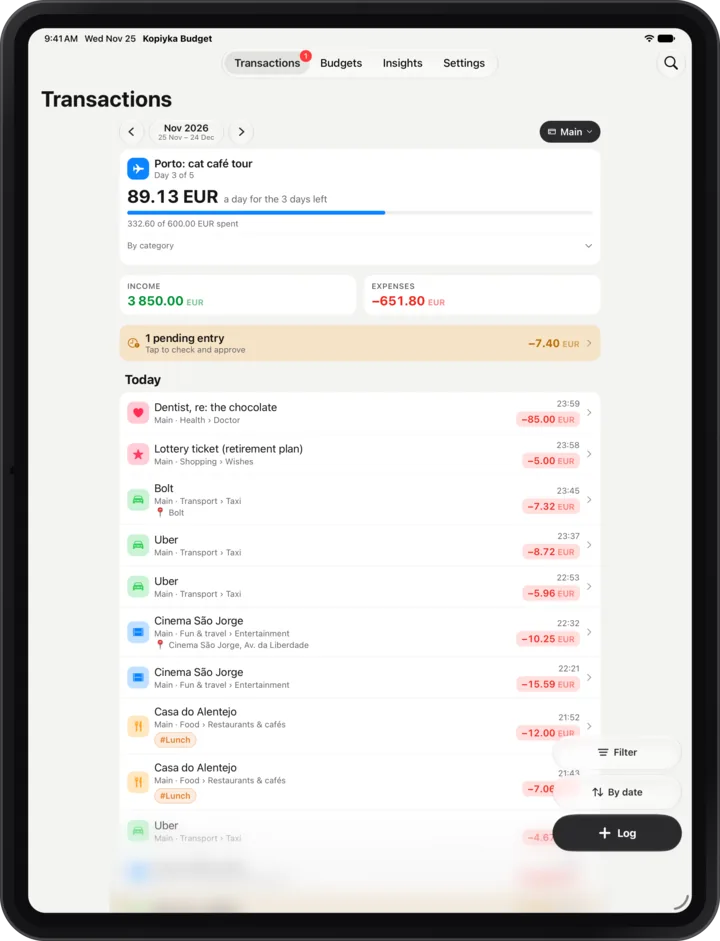 9:41 AM Wed Nov 25 Kopiyka Budget
Transactions 1 Budgets Insights Settings
Transactions
Nov 2026
25 Nov – 24 Dec
Main
Porto: cat café tour
Day 3 of 5
89.13 EUR a day for the 3 days left
332.60 of 600.00 EUR spent
By category
INCOME
3 850.00 EUR
EXPENSES
−651.80 EUR
1 pending entry
Tap to check and approve
−7.40 EUR
Today
Dentist, re: the chocolate
Main · Health › Doctor
23:59
−85.00 EUR
Lottery ticket (retirement plan)
Main · Shopping › Wishes
23:58
−5.00 EUR
Bolt
Main · Transport › Taxi
Bolt
23:45
−7.32 EUR
Uber
Main · Transport › Taxi
23:37
−8.72 EUR
Uber
Main · Transport › Taxi
22:53
−5.96 EUR
Cinema São Jorge
Main · Fun & travel › Entertainment
Cinema São Jorge, Av. da Liberdade
22:32
−10.25 EUR
Cinema São Jorge
Main · Fun & travel › Entertainment
22:21
−15.59 EUR
Casa do Alentejo
Main · Food › Restaurants & cafés
#Lunch
21:52
−12.00 EUR
Casa do Alentejo
Main · Food › Restaurants & cafés
#Lunch
21:43
−7.06
Uber
Main · Transport › Taxi
−4.67
Filter
By date
+ Log